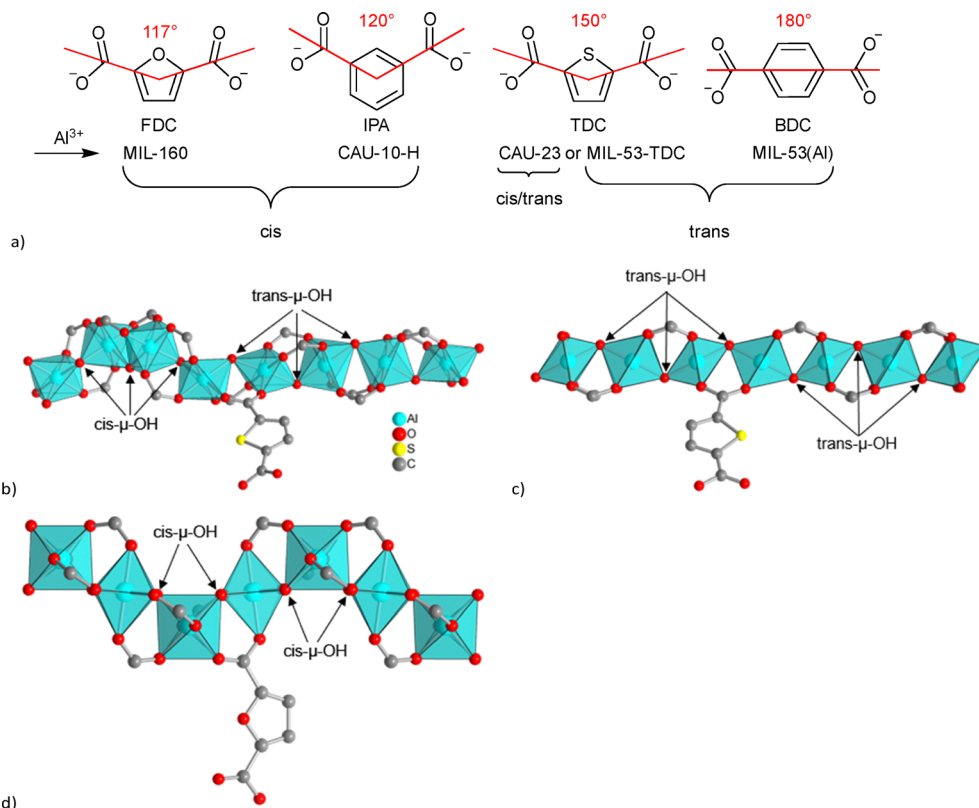 117° 120° 150° 180°
O O O O O S O O O
⁻O O⁻ ⁻O O⁻ ⁻O O⁻ ⁻O O
FDC IPA TDC BDC
Al³⁺
MIL-160 CAU-10-H CAU-23 or MIL-53-TDC MIL-53(Al)
cis/trans
cis trans
a)
trans-μ-OH trans-μ-OH
cis-μ-OH
Al
O
S
C
trans-μ-OH
b) c)
cis-μ-OH
cis-μ-OH
d)